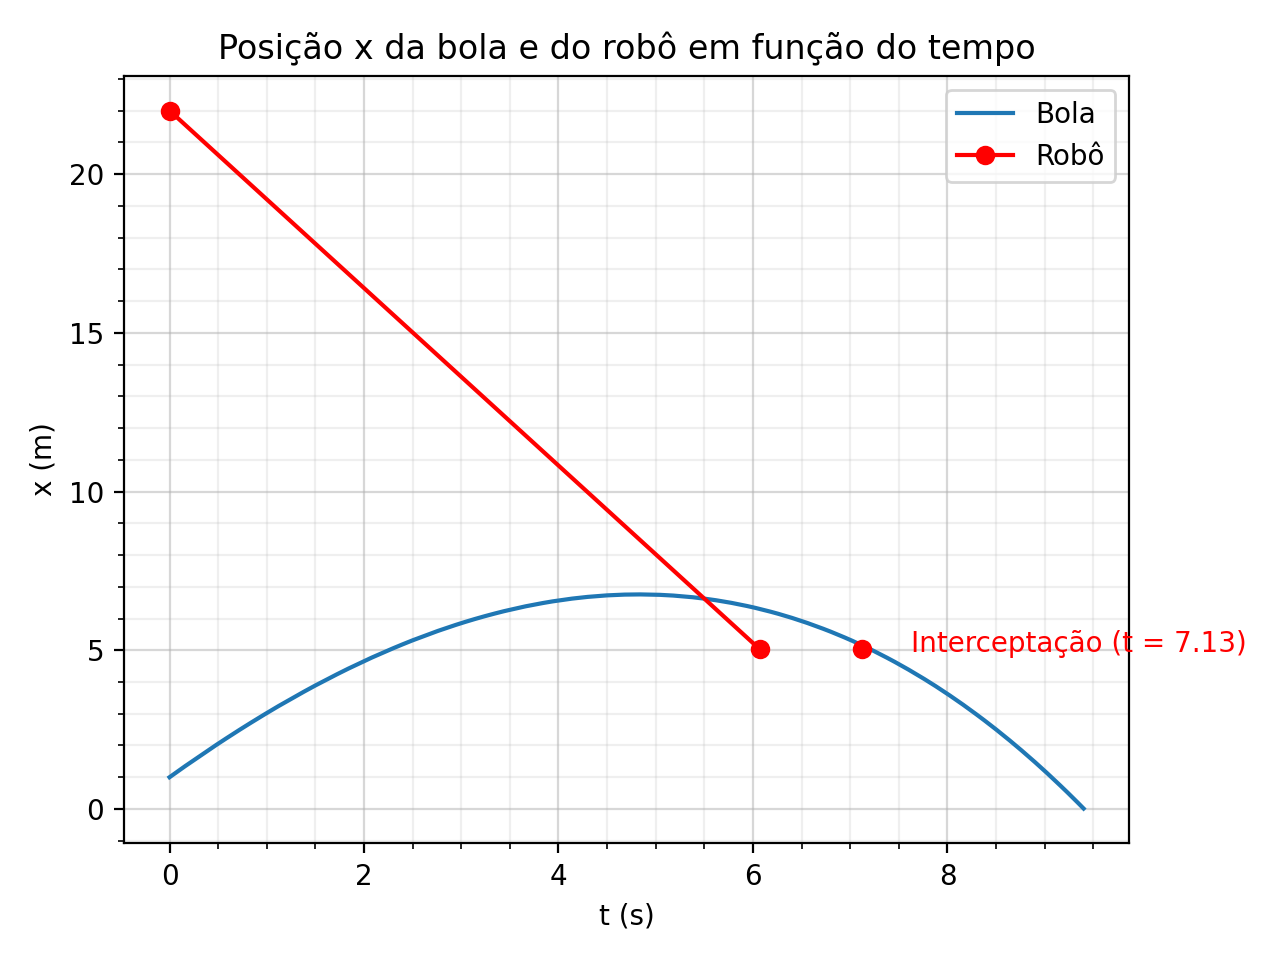 Posição x da bola e do robô em função do tempo
Bola
Robô
x (m)
20
15
10
5
0
Interceptação (t = 7.13)
0 2 4 6 8
t (s)